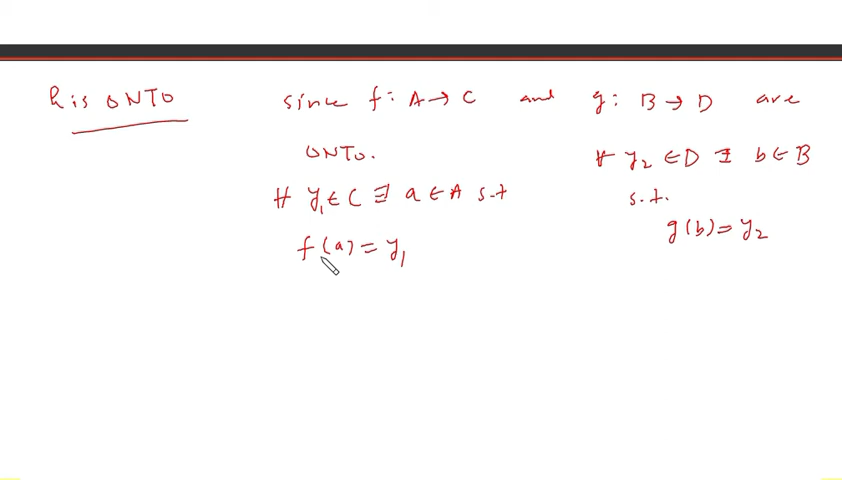 h is ONTO since f: A → C and g: B → D are
ONTO.
∀ y₂ ∈ D ∃ b ∈ B
∀ y₁ ∈ C ∃ a ∈ A s.t
s.t.
g(b) = y₂
f(a) = y₁